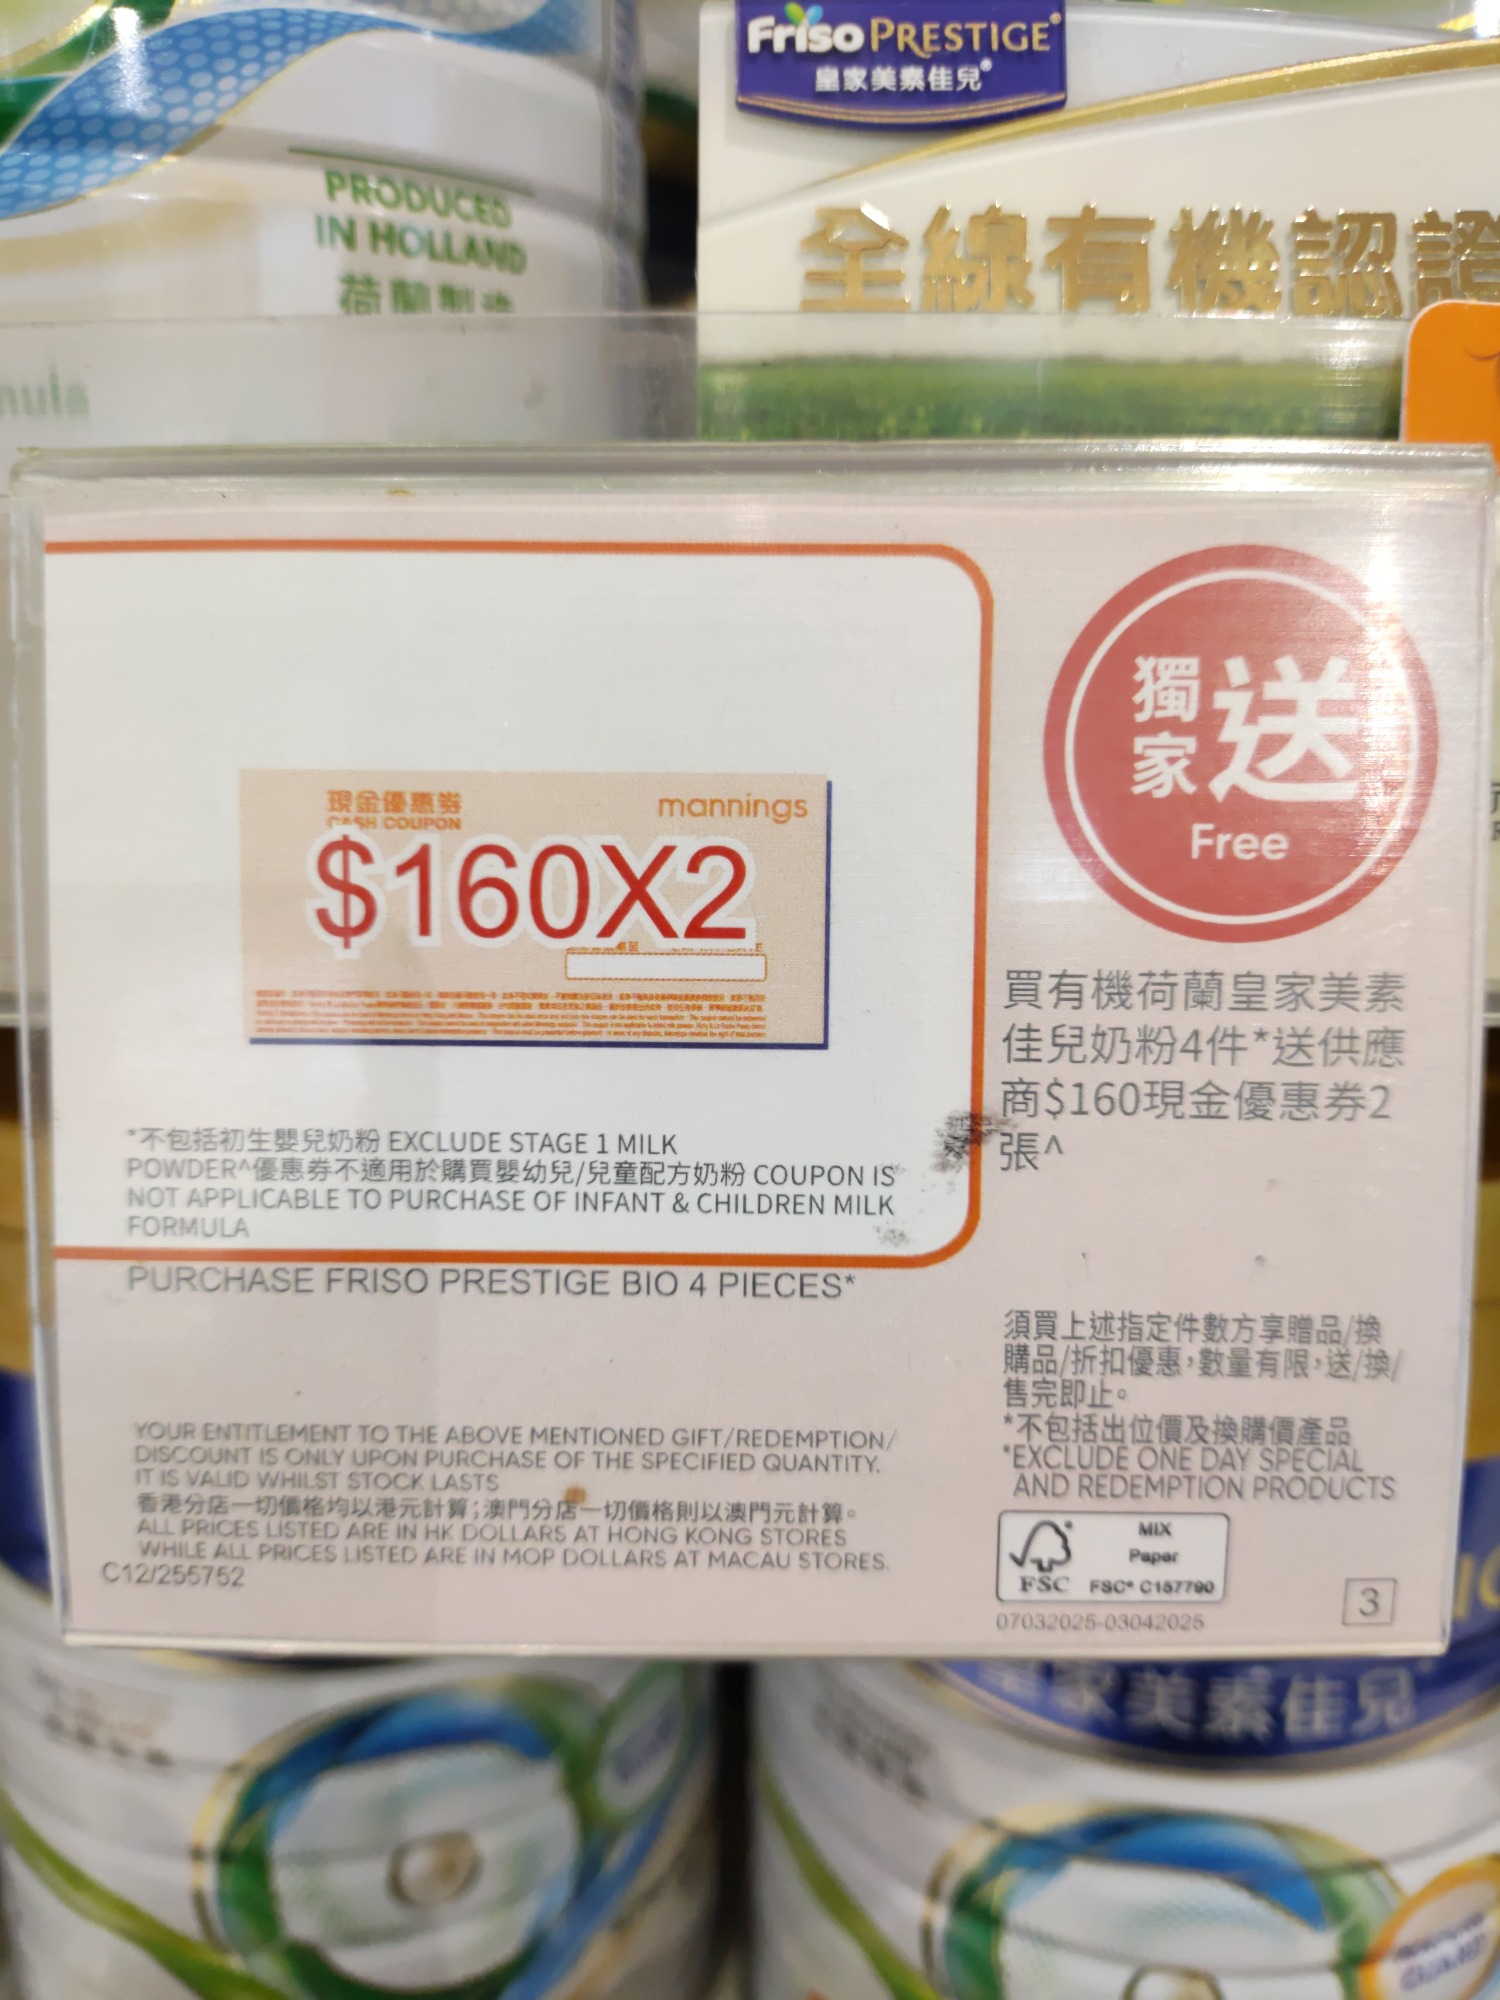 Friso PRESTIGE®
皇家美素佳兒®
PRODUCED
IN HOLLAND
荷蘭製造
全線有機認證
獨家 送
Free
現金優惠券
CASH COUPON
mannings
$160X2
買有機荷蘭皇家美素
佳兒奶粉4件*送供應
商$160現金優惠券2
張^
*不包括初生嬰兒奶粉 EXCLUDE STAGE 1 MILK
POWDER^優惠券不適用於購買嬰幼兒/兒童配方奶粉 COUPON IS
NOT APPLICABLE TO PURCHASE OF INFANT & CHILDREN MILK
FORMULA
PURCHASE FRISO PRESTIGE BIO 4 PIECES*
須買上述指定件數方享贈品/換
購品/折扣優惠,數量有限,送/換/
售完即止。
*不包括出位價及換購價產品
*EXCLUDE ONE DAY SPECIAL
AND REDEMPTION PRODUCTS
YOUR ENTITLEMENT TO THE ABOVE MENTIONED GIFT/REDEMPTION/
DISCOUNT IS ONLY UPON PURCHASE OF THE SPECIFIED QUANTITY.
IT IS VALID WHILST STOCK LASTS
香港分店一切價格均以港元計算;澳門分店一切價格則以澳門元計算。
ALL PRICES LISTED ARE IN HK DOLLARS AT HONG KONG STORES
WHILE ALL PRICES LISTED ARE IN MOP DOLLARS AT MACAU STORES.
C12/255752
FSC
MIX
Paper
FSC® C157790
07032025-03042025
3
皇家美素佳兒